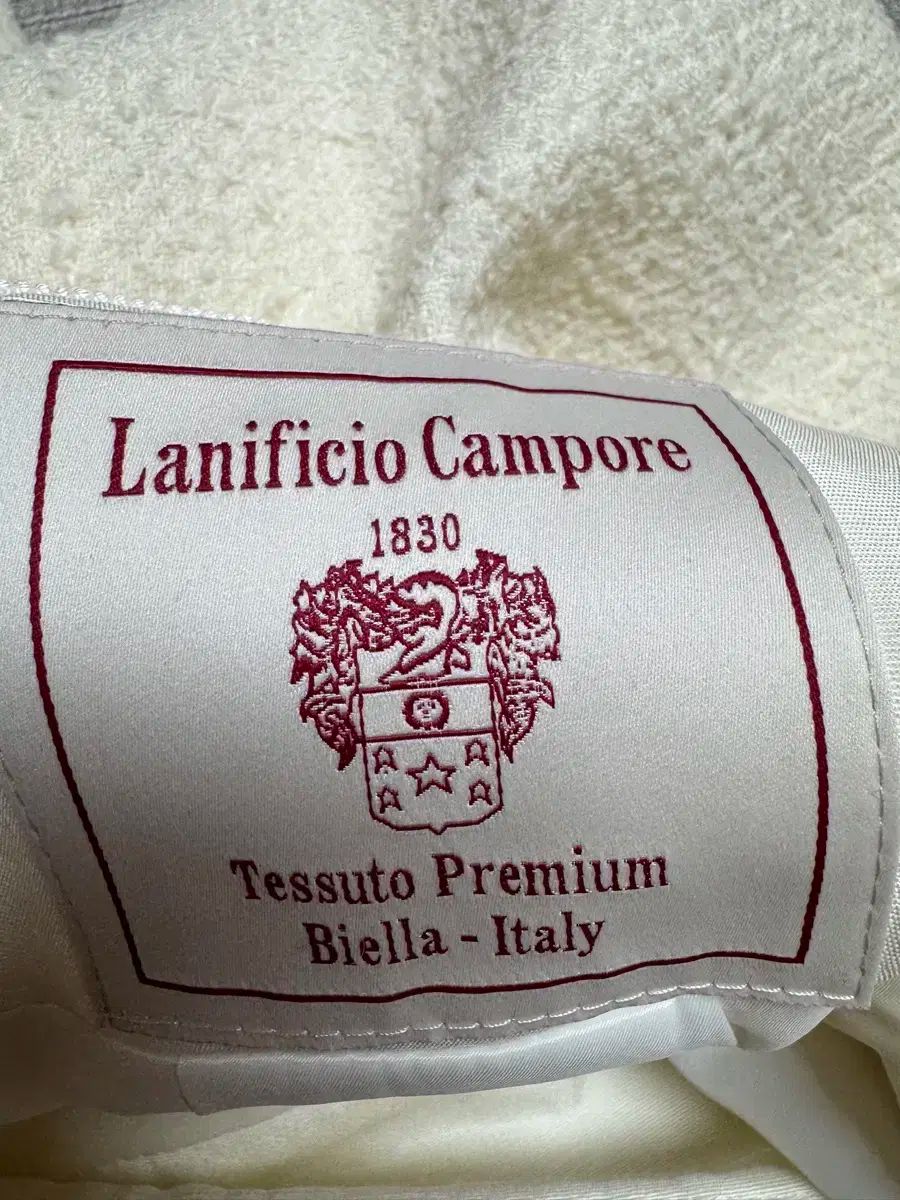 Lanificio Campore
1830
Tessuto Premium
Biella - Italy